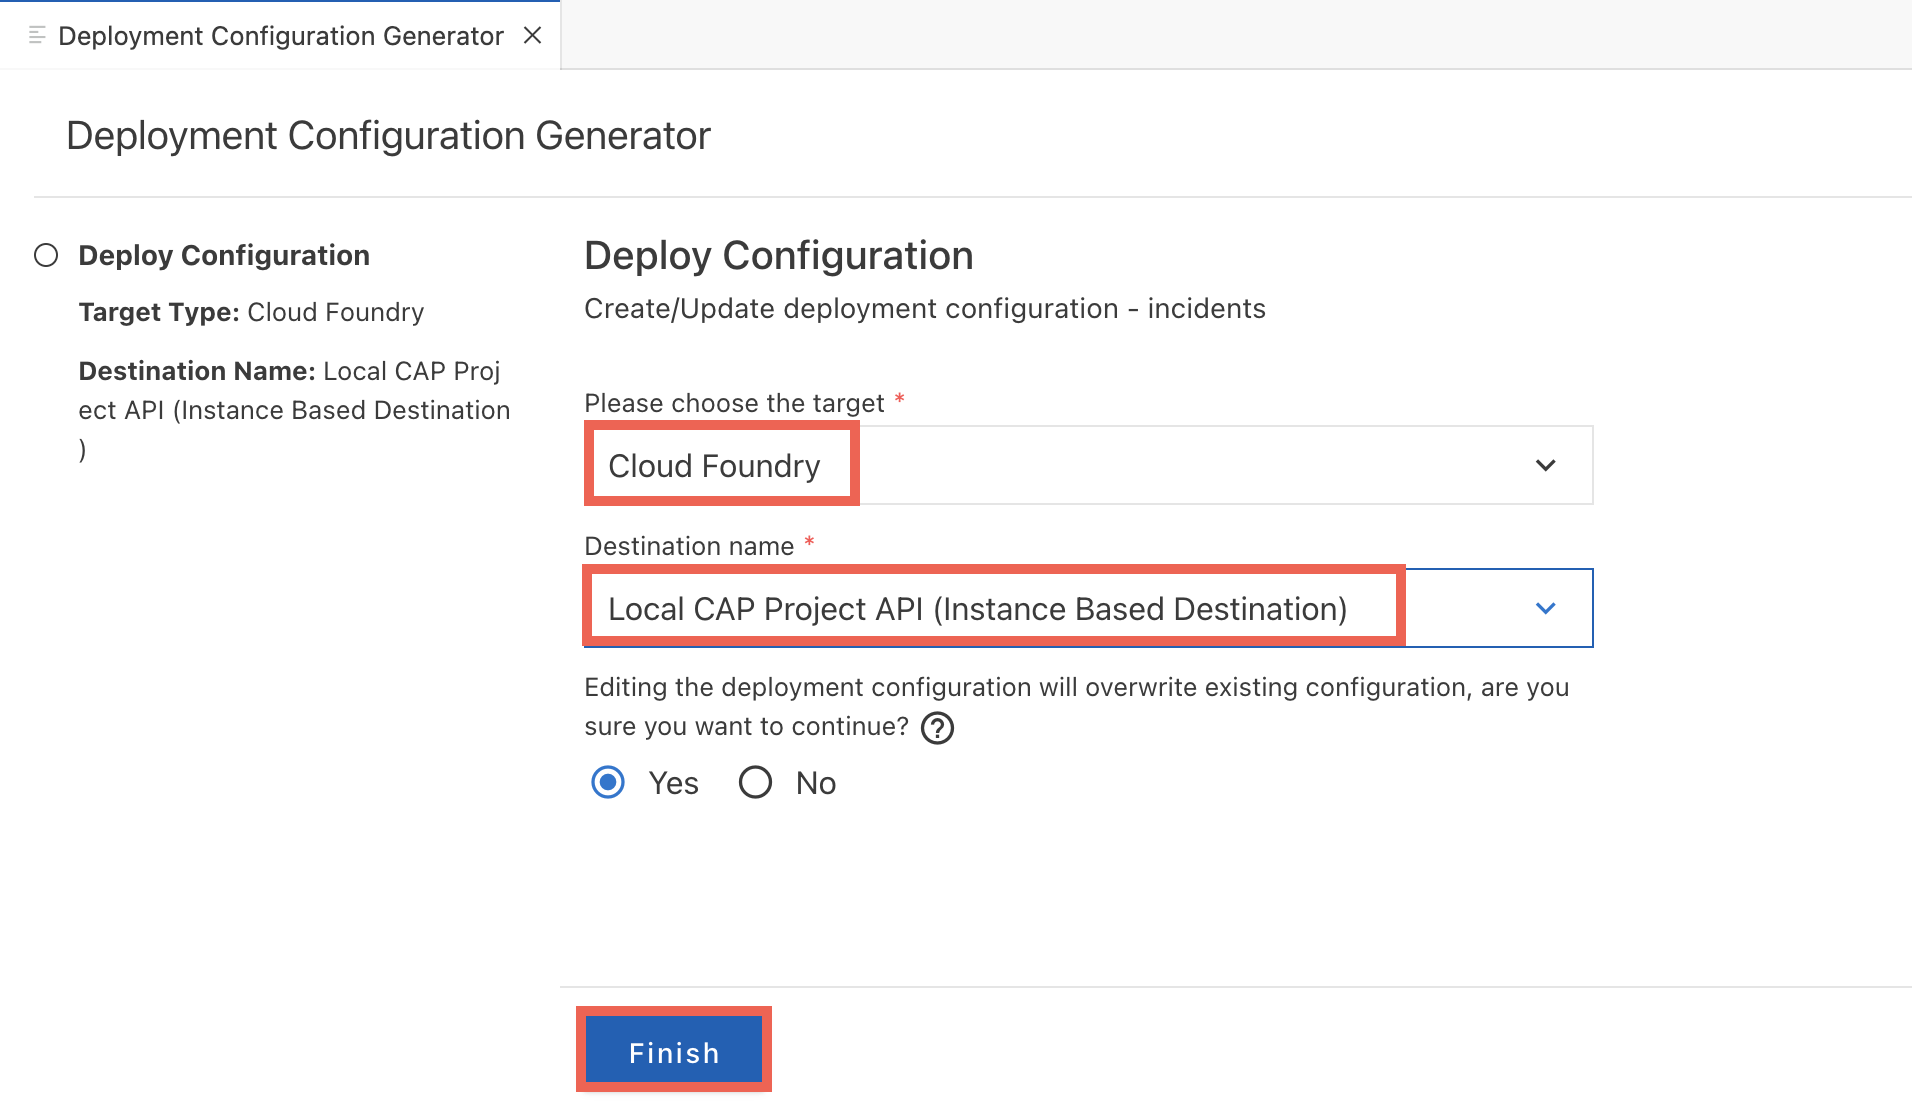 Deployment Configuration Generator
Deployment Configuration Generator
Deploy Configuration
Target Type: Cloud Foundry
Destination Name: Local CAP Proj
ect API (Instance Based Destination
)
Deploy Configuration
Create/Update deployment configuration - incidents
Please choose the target *
Cloud Foundry
Destination name *
Local CAP Project API (Instance Based Destination)
Editing the deployment configuration will overwrite existing configuration, are you
sure you want to continue? ?
Yes No
Finish